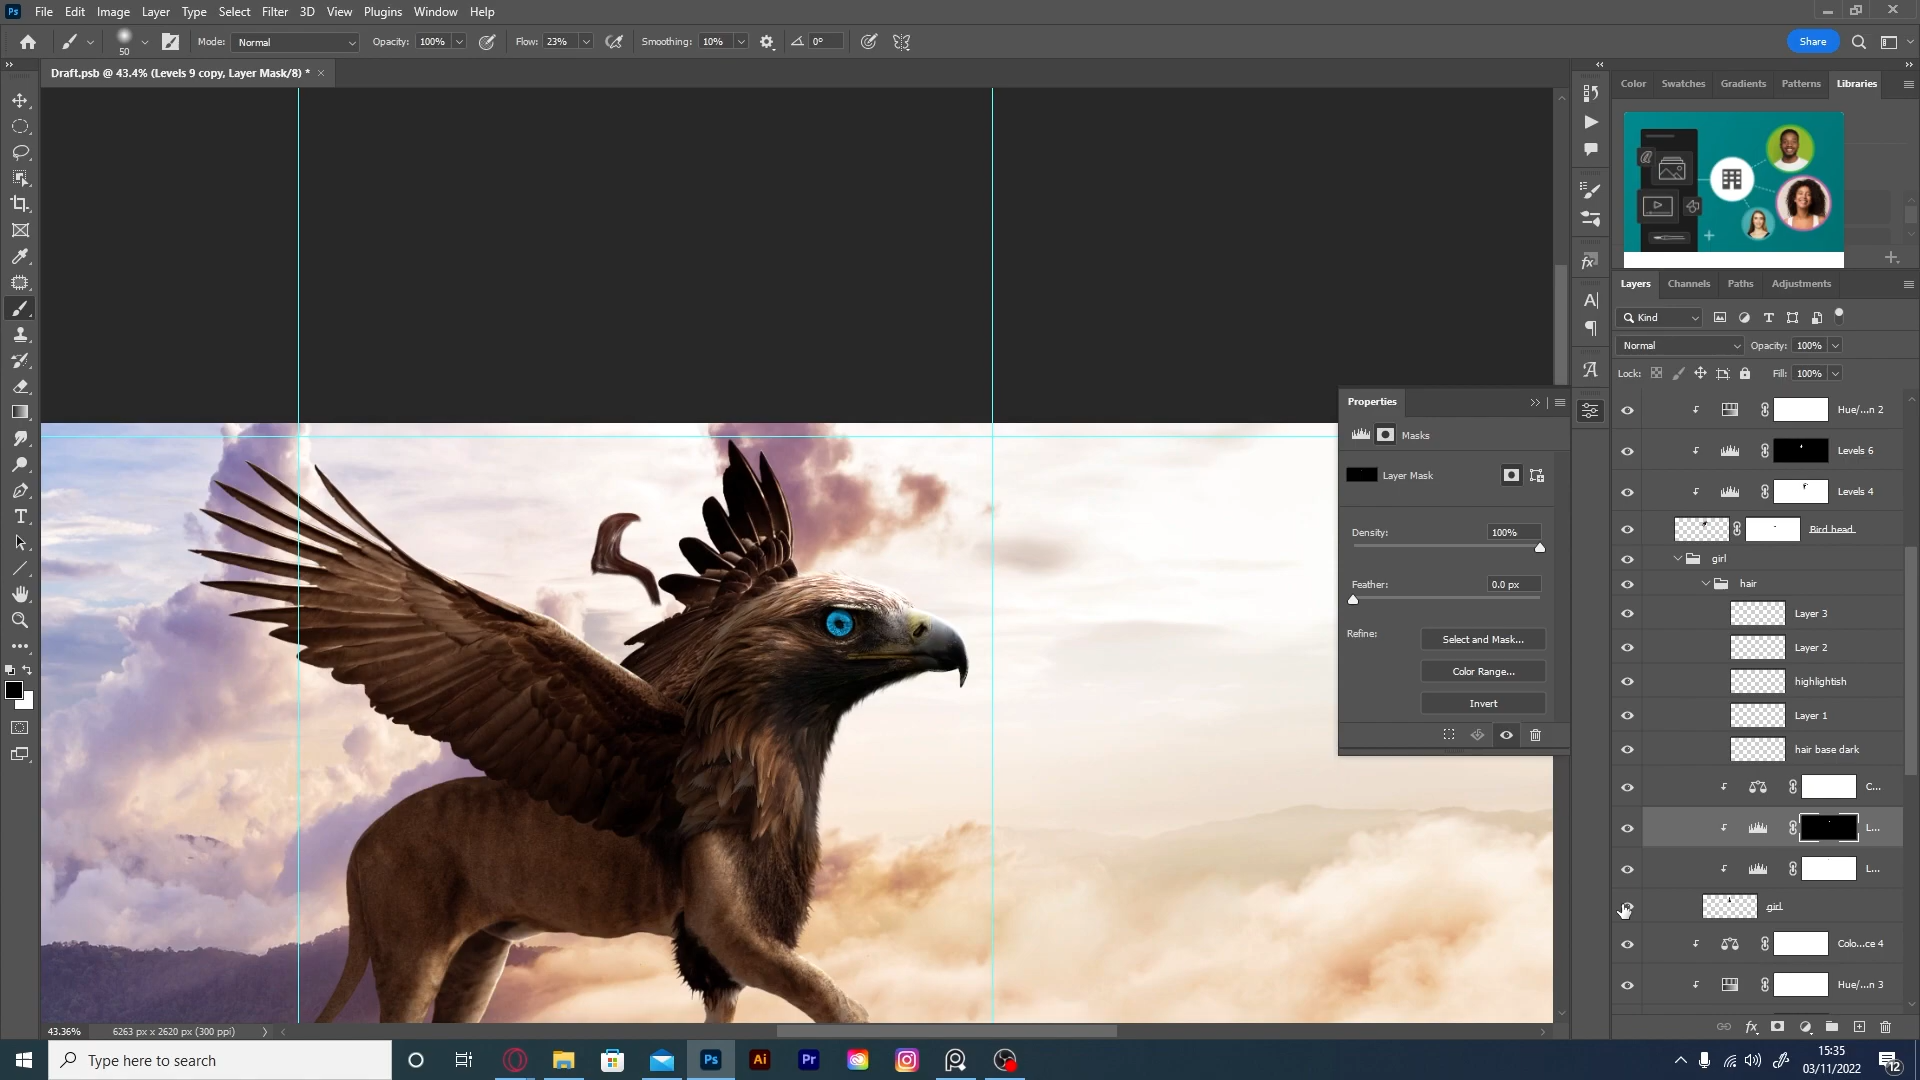 File Edit Image Layer Type Select Filter 3D View Plugins Window Help
50 Mode: Normal Opacity: 100% Flow: 23% Smoothing: 10% 0° Share
Draft.psb @ 43.4% (Levels 9 copy, Layer Mask/8) *
Color Swatches Gradients Patterns Libraries
Layers Channels Paths Adjustments
Kind
Normal Opacity: 100%
Lock: Fill: 100%
Hue/...n 2
Levels 6
Levels 4
Bird head
girl
hair
Layer 3
Layer 2
highlightish
Layer 1
hair base dark
C...
L...
L...
girl
Colo...ce 4
Hue/...n 3
Properties
Masks
Layer Mask
Density: 100%
Feather: 0.0 px
Refine: Select and Mask...
Color Range...
Invert
43.36% 6263 px x 2620 px (300 ppi)
Type here to search
15:35
03/11/2022
12